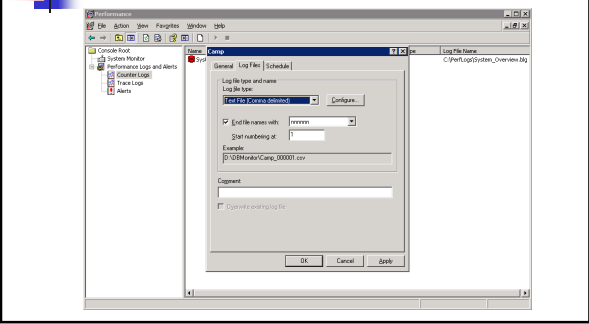 Performance
File Action View Favorites Window Help
Console Root
System Monitor
Performance Logs and Alerts
Counter Logs
Trace Logs
Alerts
Name
Log File Name
Syst
C:\PerfLogs\System_Overview.blg
Camp
General Log Files Schedule
Log file type and name
Log file type:
Text File (Comma delimited)
Configure...
End file names with:
nnnnnn
Start numbering at:
1
Example:
D:\DBMonitor\Camp_000001.csv
Comment
Overwrite existing log file
OK Cancel Apply